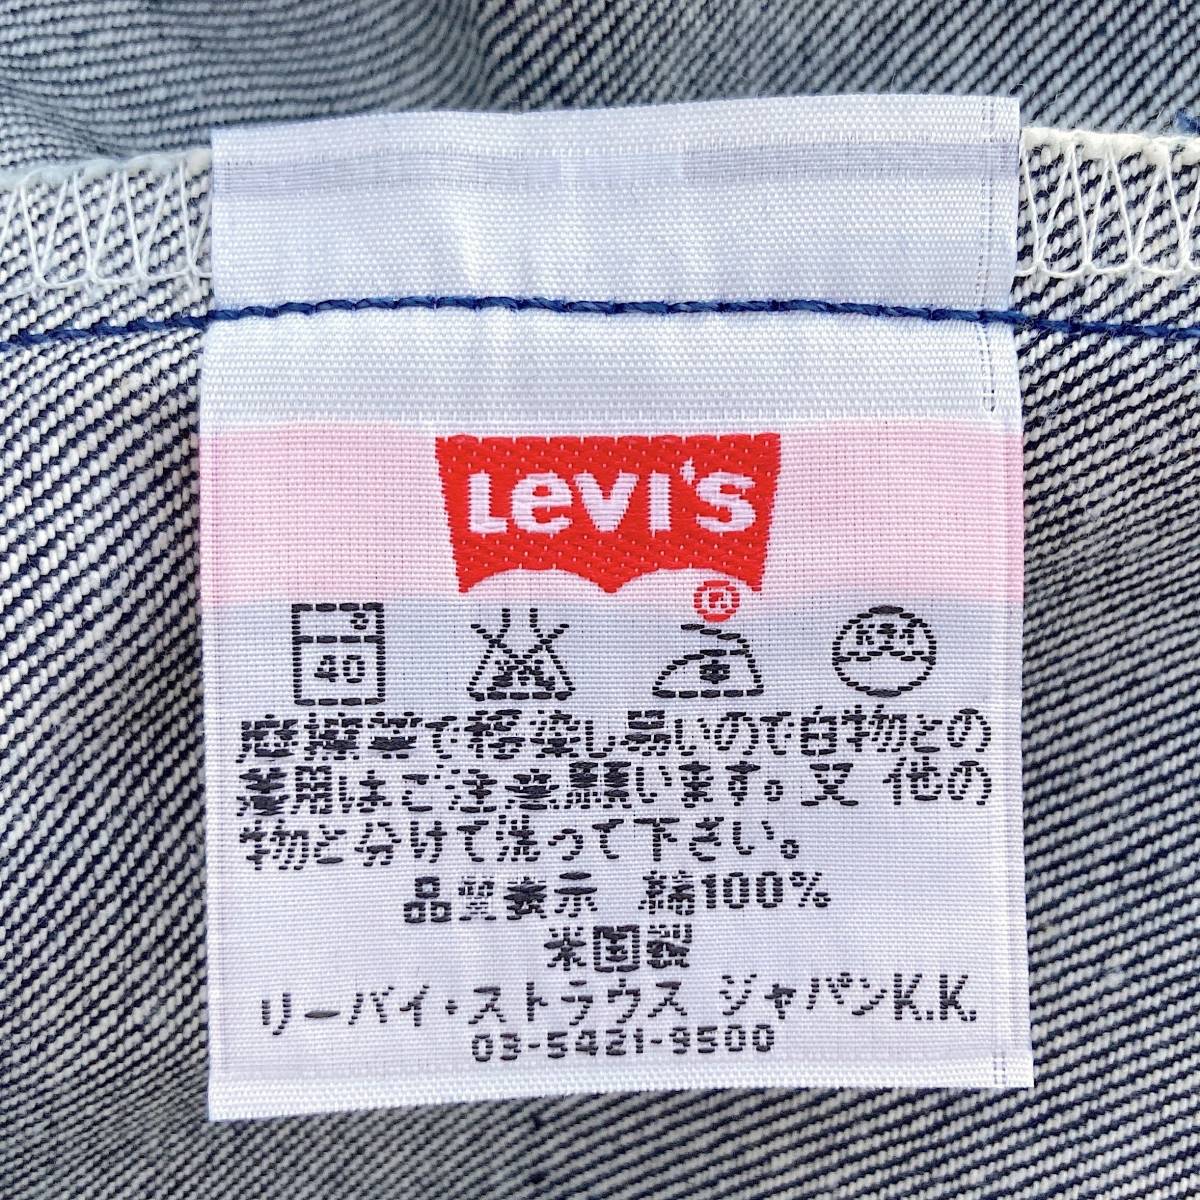 LEVI'S
®
40
ドライ
摩擦等で移染し易いので白物との
着用はご注意願います。又 他の
物と分けて洗って下さい。
品質表示 綿100%
米国製
リーバイ・ストラウス ジャパンK.K.
03-5421-9500